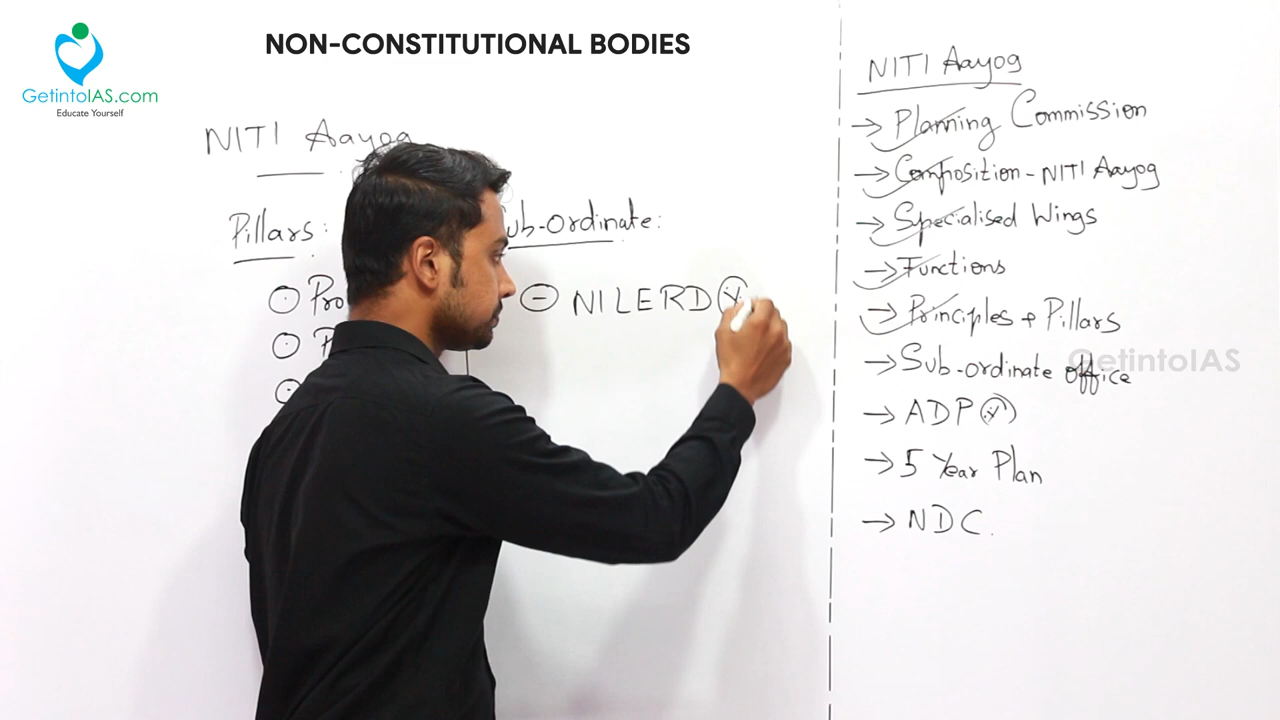 NON-CONSTITUTIONAL BODIES
GetintoIAS.com
Educate Yourself
NITI Aayog
Pillars:
Sub-Ordinate:
NILERD
NITI Aayog
→ Planning Commission
→ Composition - NITI Aayog
→ Specialised Wings
→ Functions
→ Principles + Pillars
→ Sub-ordinate office
→ ADP
→ 5 Year Plan
→ NDC.
GetintoIAS